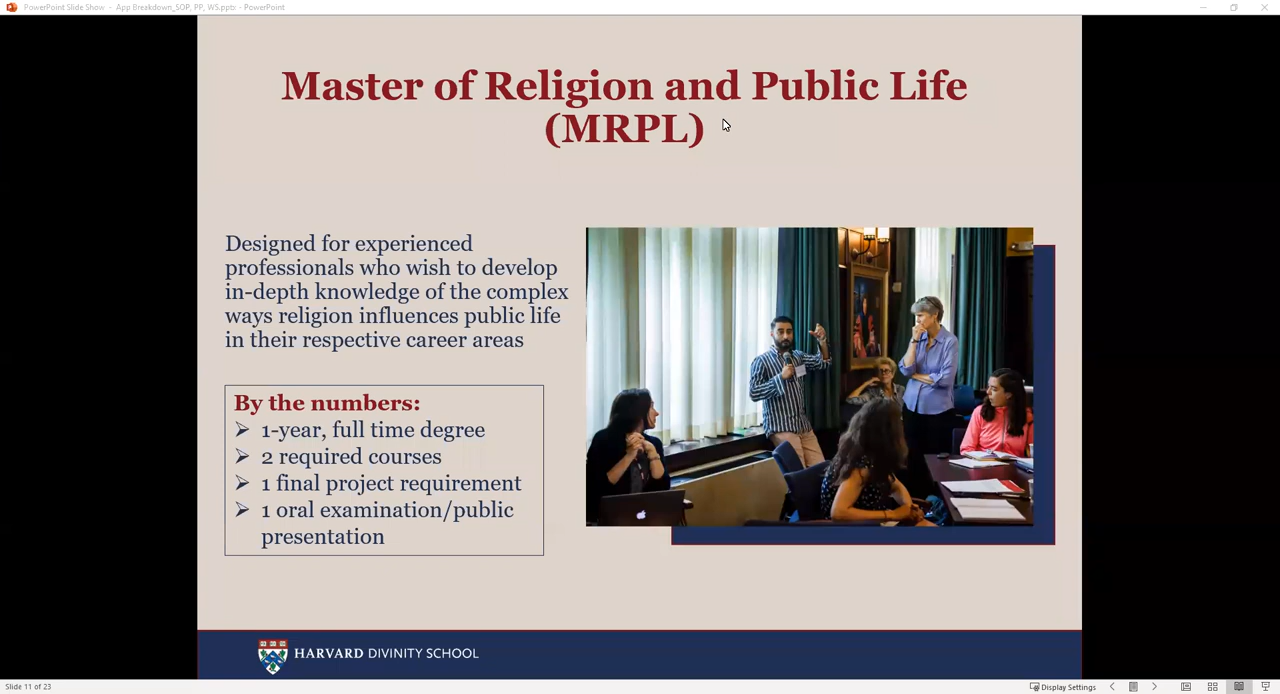 PowerPoint Slide Show - App Breakdown_SOP, PP, WS.pptx - PowerPoint
Master of Religion and Public Life
(MRPL)
Designed for experienced
professionals who wish to develop
in-depth knowledge of the complex
ways religion influences public life
in their respective career areas
By the numbers:
➢ 1-year, full time degree
➢ 2 required courses
➢ 1 final project requirement
➢ 1 oral examination/public
presentation
HARVARD DIVINITY SCHOOL
Slide 11 of 23
Display Settings